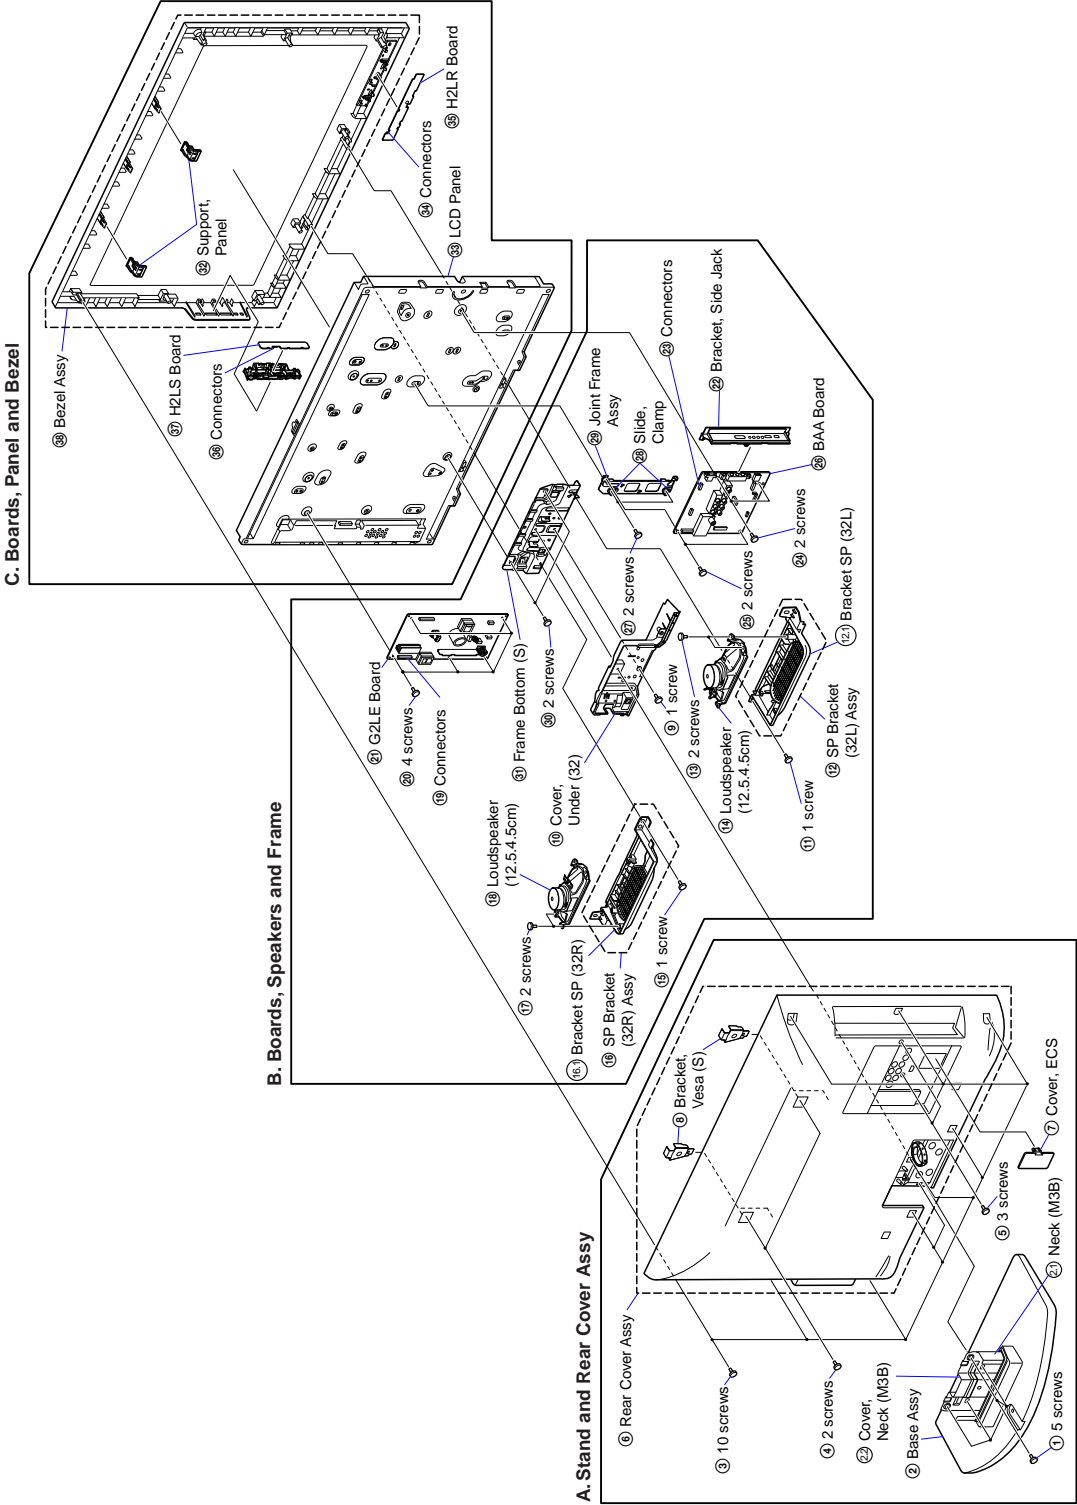 C. Boards, Panel and Bezel
㊳ Bezel Assy
㊲ H2LS Board
㊱ Connectors
㉜ Support,
Panel
㉞ Connectors
㉟ H2LR Board
㉝ LCD Panel
B. Boards, Speakers and Frame
㉑ G2LE Board
⑳ 4 screws
⑲ Connectors
⑱ Loudspeaker
(12.5.4.5cm)
⑰ 2 screws
16.1 Bracket SP (32R)
⑯ SP Bracket
(32R) Assy
⑮ 1 screw
㉛ Frame Bottom (S)
㉚ 2 screws
⑩ Cover,
Under (32)
⑨ 1 screw
㉙ Joint Frame
Assy
㉘ Slide,
Clamp
㉗ 2 screws
㉓ Connectors
㉒ Bracket, Side Jack
㉖ BAA Board
㉔ 2 screws
㉕ 2 screws
⑬ 2 screws
⑭ Loudspeaker
(12.5.4.5cm)
12.1 Bracket SP (32L)
⑫ SP Bracket
(32L) Assy
⑪ 1 screw
A. Stand and Rear Cover Assy
⑥ Rear Cover Assy
⑧ Bracket,
Vesa (S)
③ 10 screws
④ 2 screws
2.2 Cover,
Neck (M3B)
② Base Assy
① 5 screws
2.1 Neck (M3B)
⑤ 3 screws
⑦ Cover, ECS